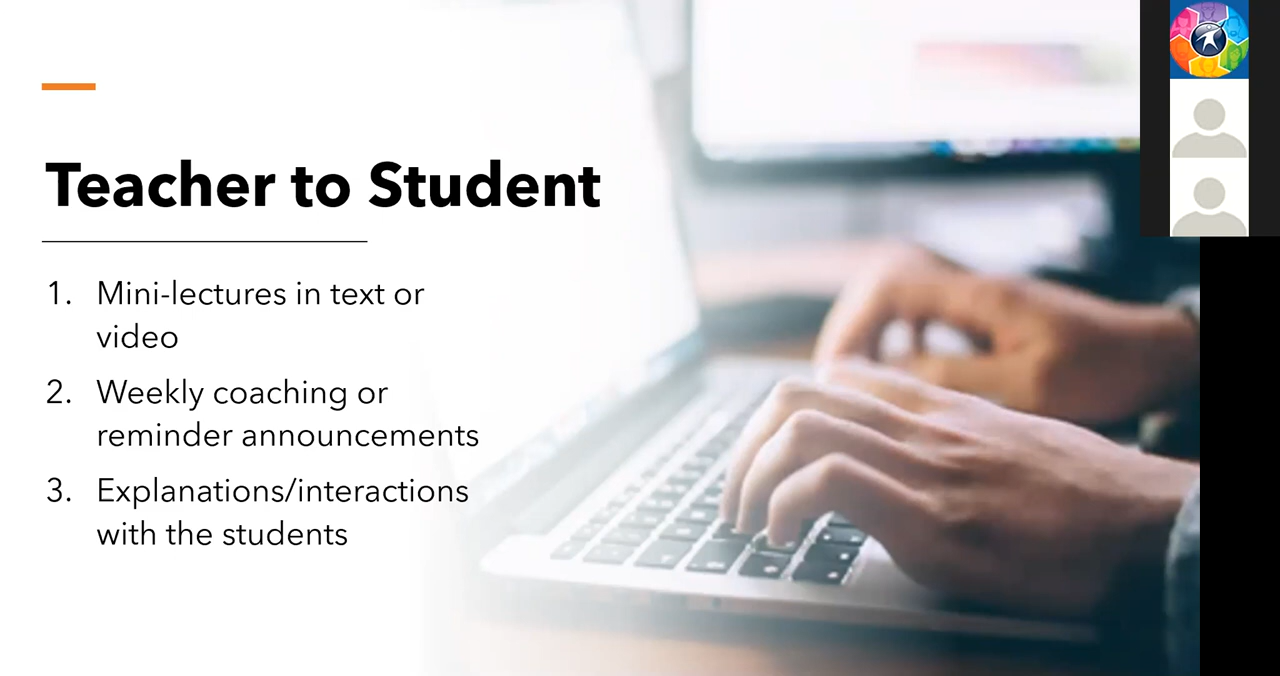 Teacher to Student
1. Mini-lectures in text or
video
2. Weekly coaching or
reminder announcements
3. Explanations/interactions
with the students